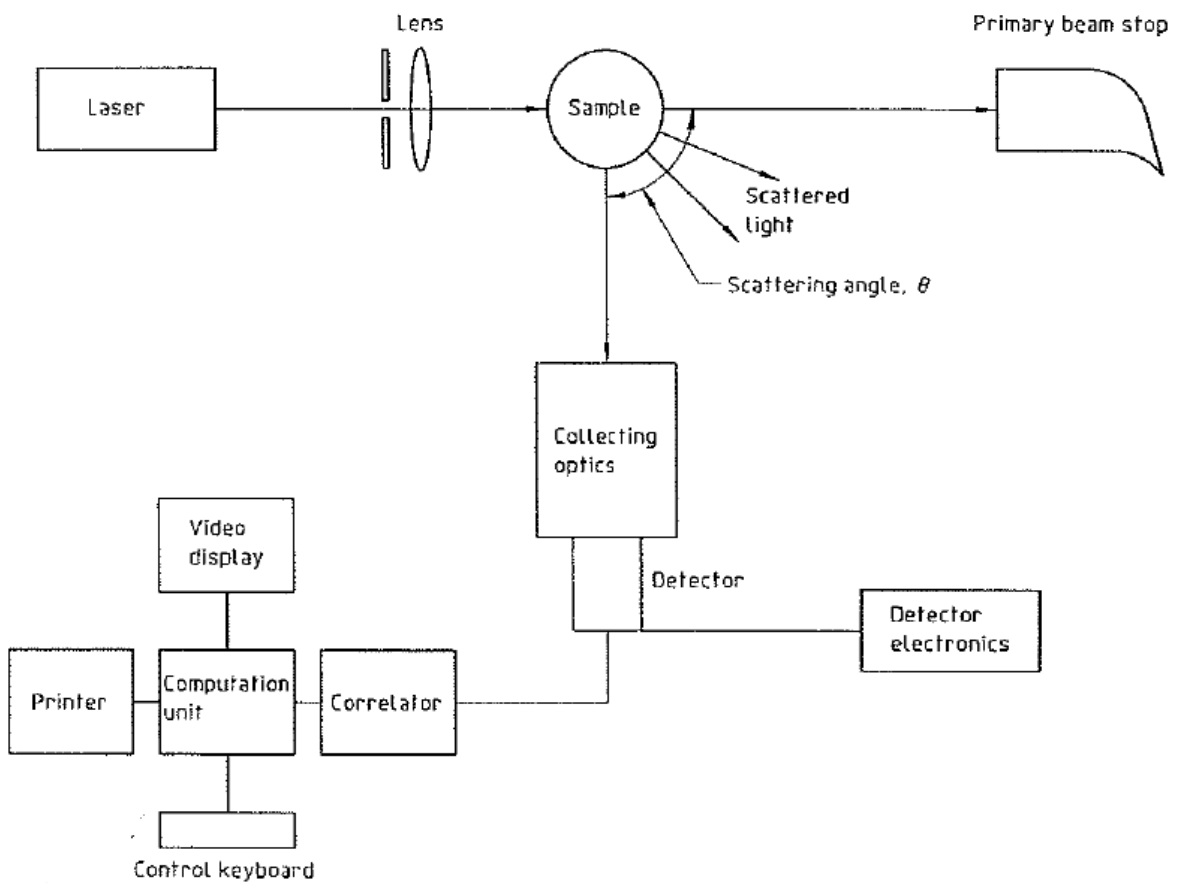 Lens
Primary beam stop
Laser
Sample
Scattered
light
Scattering angle, θ
Collecting
optics
Video
display
Detector
Detector
electronics
Printer
Computation
unit
Correlator
Control keyboard